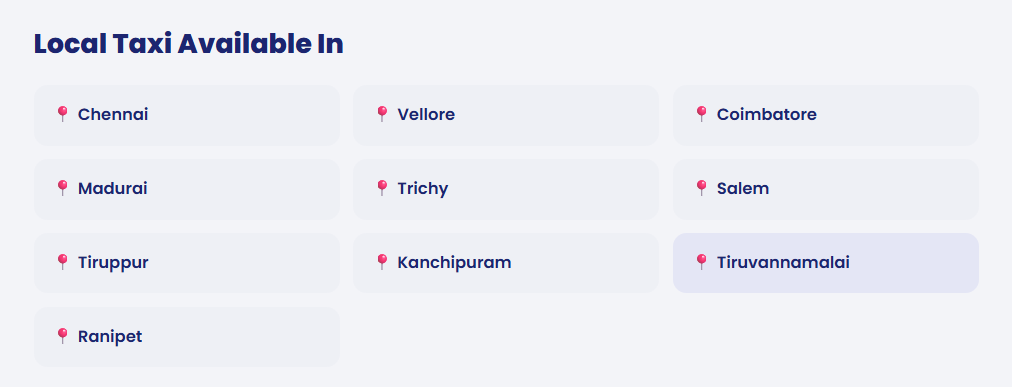 Local Taxi Available In
Chennai
Vellore
Coimbatore
Madurai
Trichy
Salem
Tiruppur
Kanchipuram
Tiruvannamalai
Ranipet